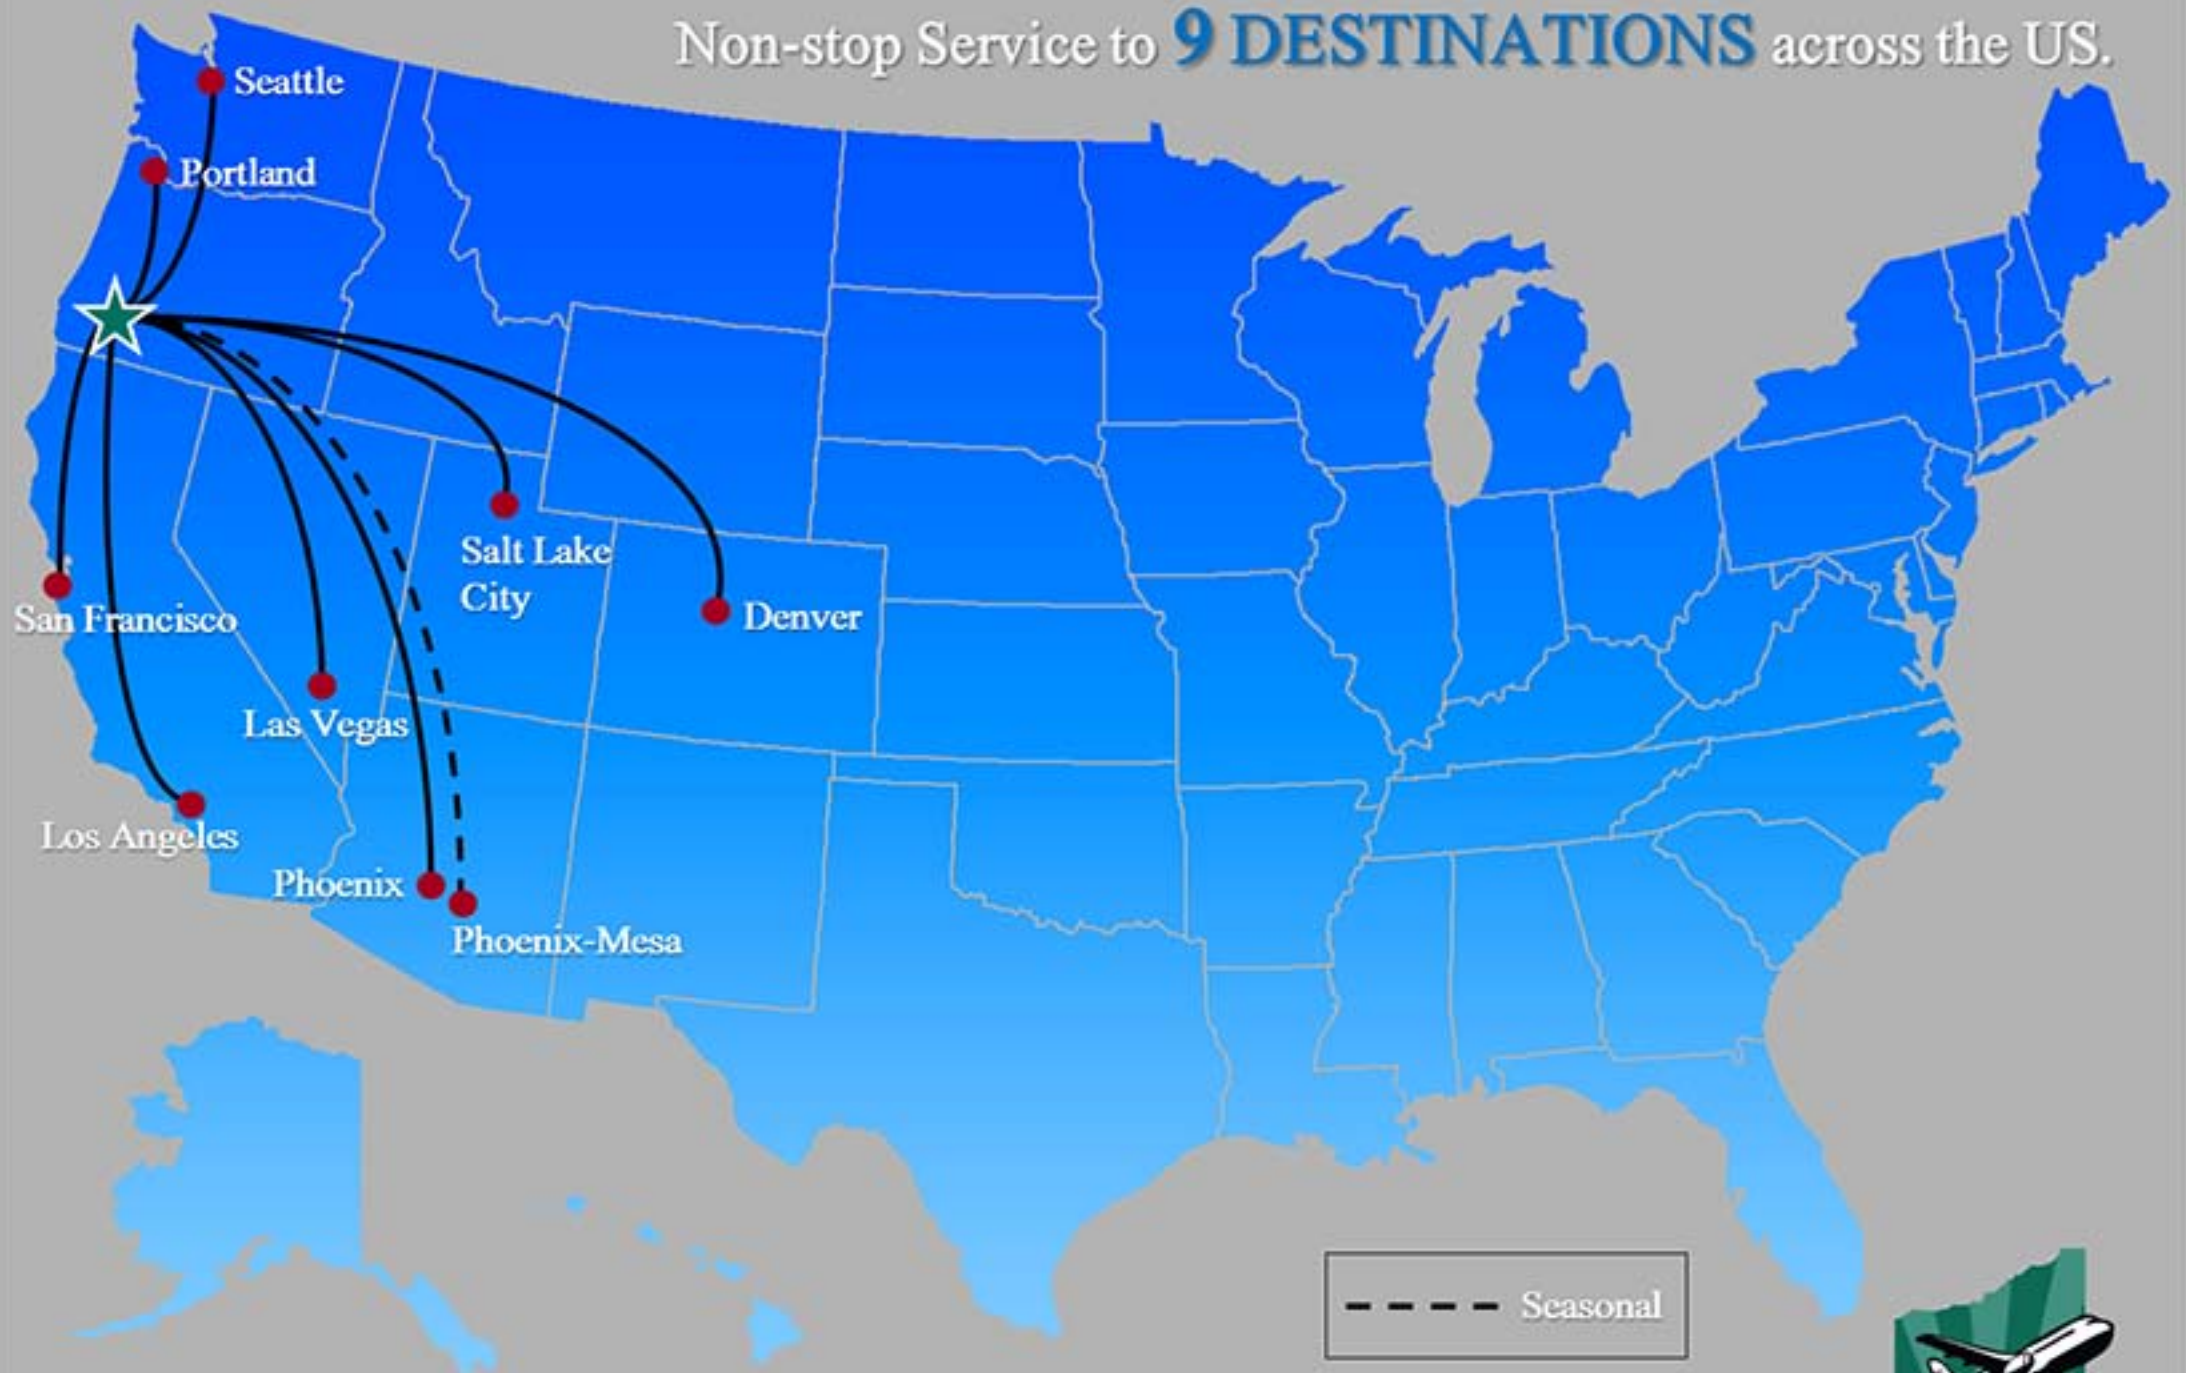 Non-stop Service to 9 DESTINATIONS across the US.
Seattle
Portland
Salt Lake
City
San Francisco
Denver
Las Vegas
Los Angeles
Phoenix
Phoenix-Mesa
Seasonal